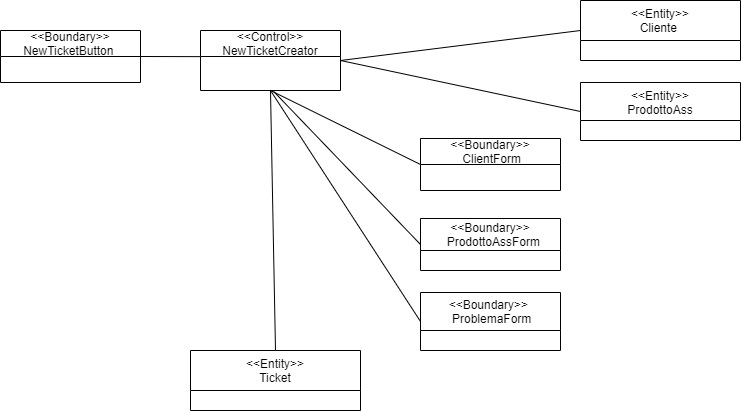 <<Boundary>>
NewTicketButton
<<Control>>
NewTicketCreator
<<Entity>>
Cliente
<<Entity>>
ProdottoAss
<<Boundary>>
ClientForm
<<Boundary>>
ProdottoAssForm
<<Boundary>>
ProblemaForm
<<Entity>>
Ticket